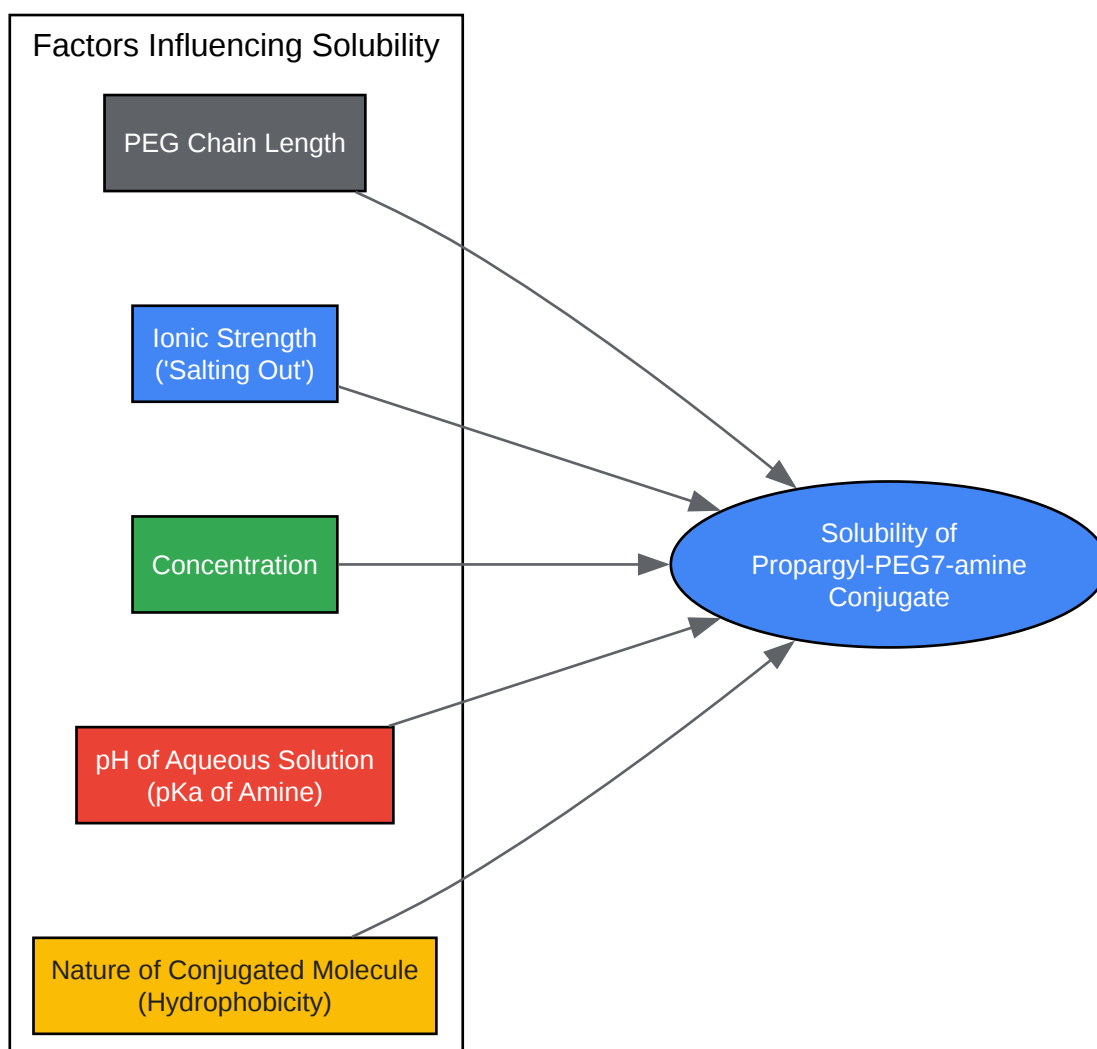 Factors Influencing Solubility
PEG Chain Length
Ionic Strength
('Salting Out')
Concentration
pH of Aqueous Solution
(pKa of Amine)
Nature of Conjugated Molecule
(Hydrophobicity)
Solubility of
Propargyl-PEG7-amine
Conjugate